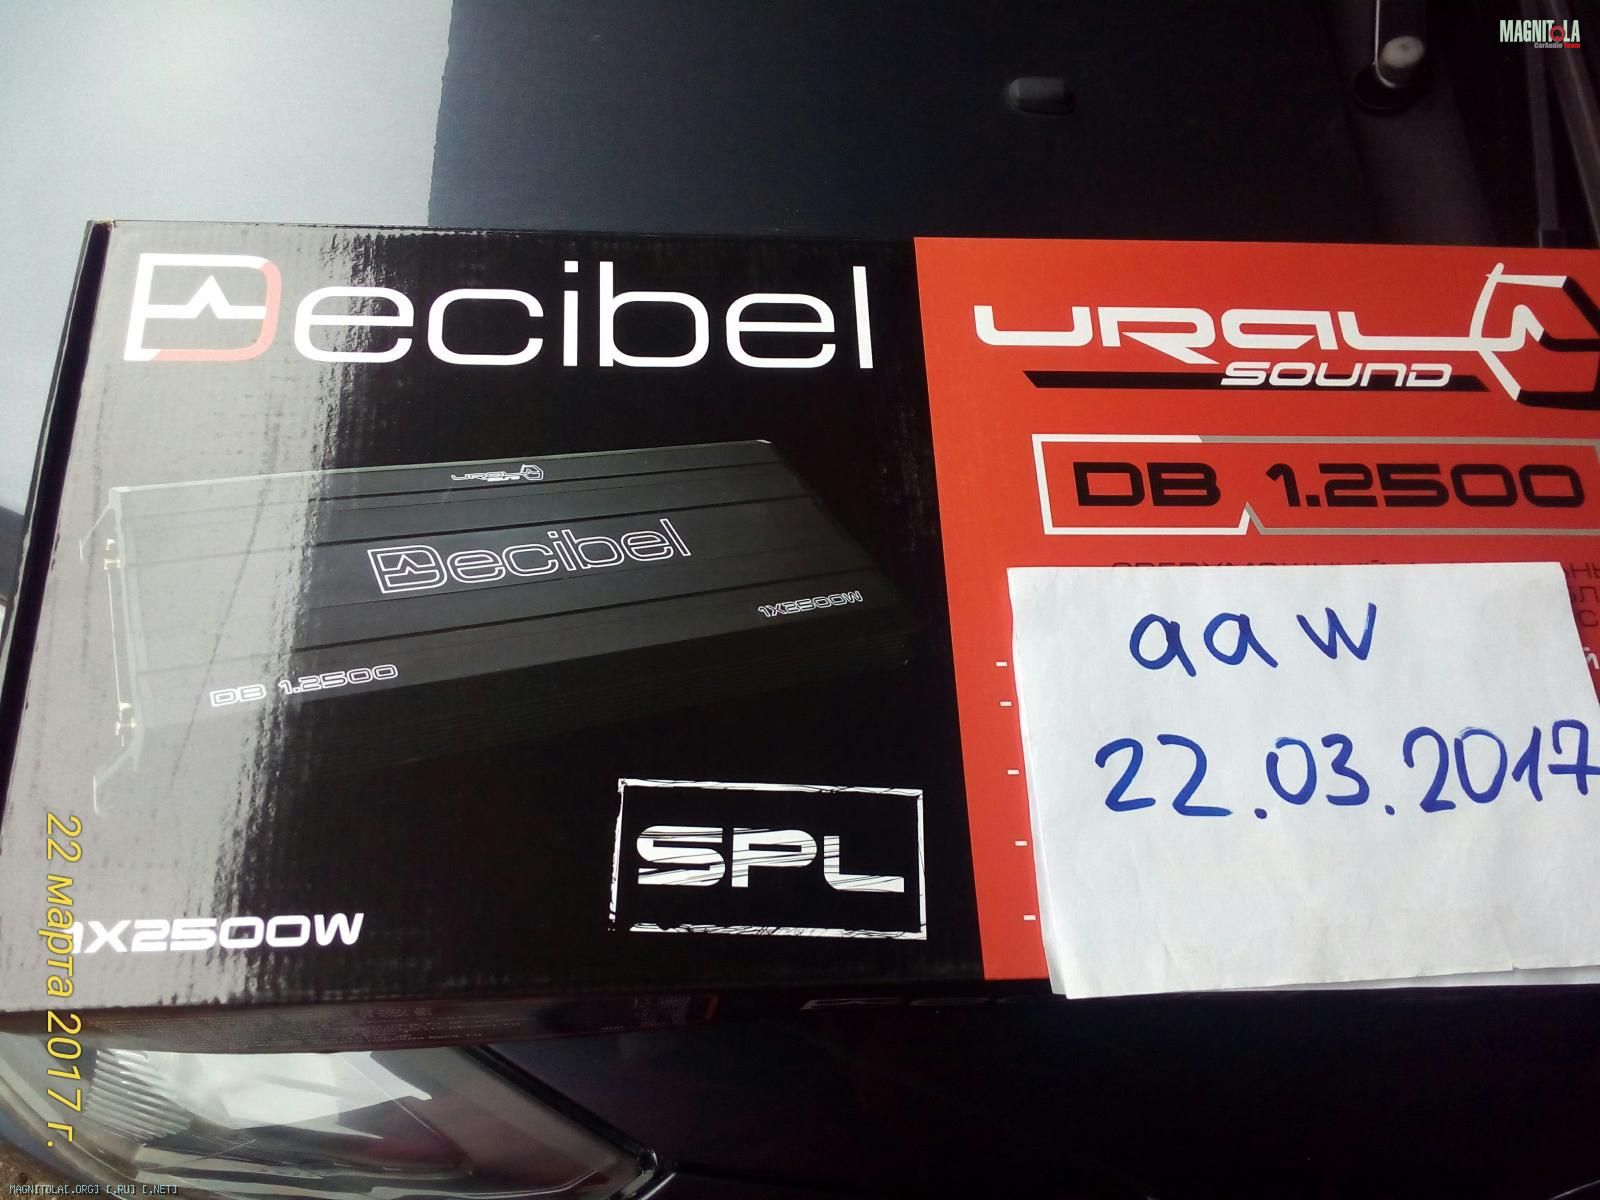 MAGNITOLA
CarAudio Team
Decibel
URAL
SOUND
DB 1.2500
URAL
Decibel
1X2500W
DB 1.2500
SPL
1X2500W
aaw
22.03.2017
22 марта 2017 г.
MAGNITOLA[.ORG] [.RU] [.NET]